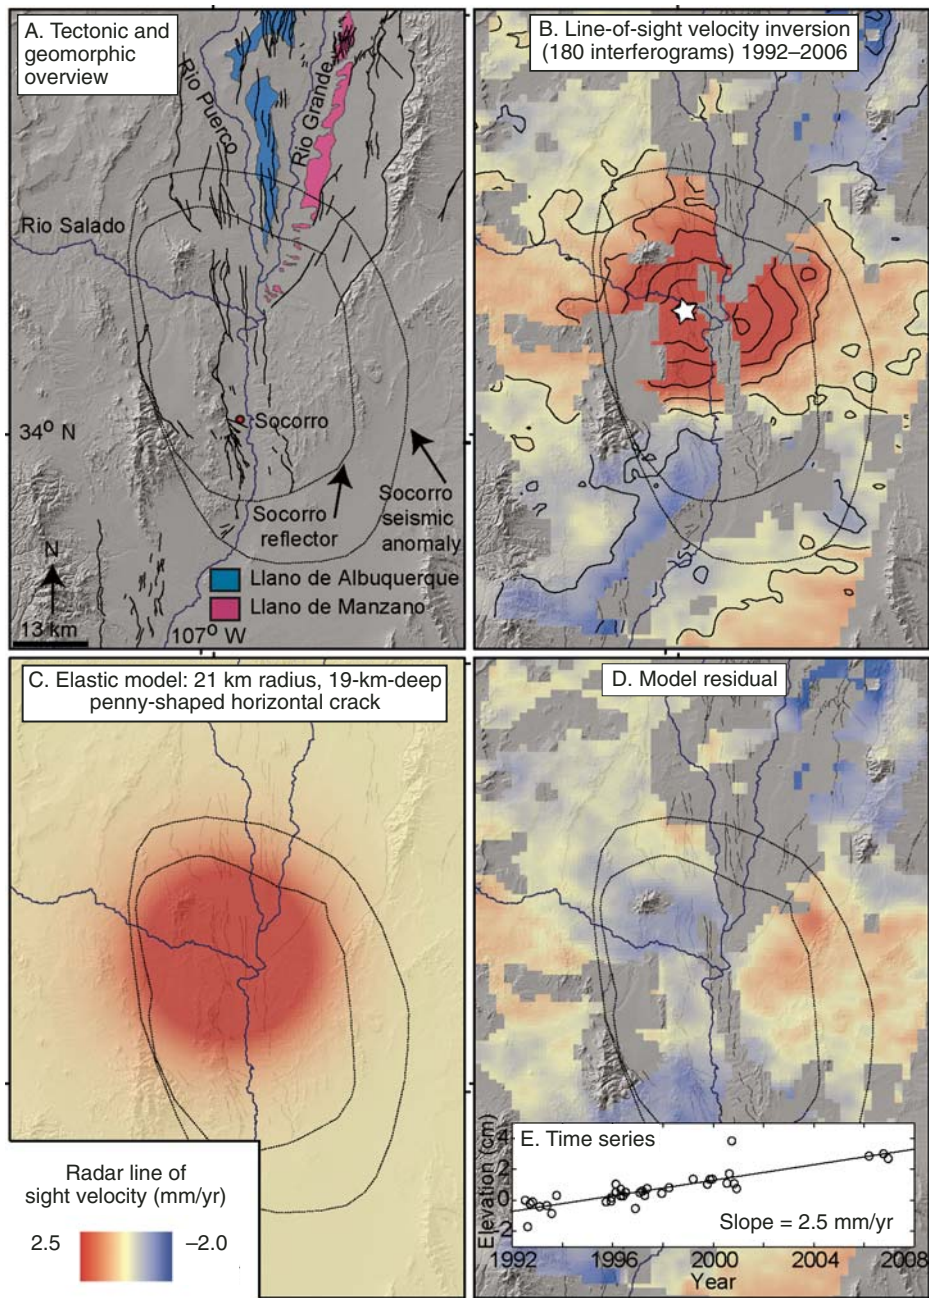 A. Tectonic and
geomorphic
overview
Rio Puerco
Rio Grande
Rio Salado
34° N
Socorro
Socorro
reflector
Socorro
seismic
anomaly
N
13 km
Llano de Albuquerque
Llano de Manzano
107° W
B. Line-of-sight velocity inversion
(180 interferograms) 1992–2006
C. Elastic model: 21 km radius, 19-km-deep
penny-shaped horizontal crack
Radar line of
sight velocity (mm/yr)
2.5 –2.0
D. Model residual
E. Time series
Elevation (cm)
4
2
0
Slope = 2.5 mm/yr
1992 1996 2000 2004 2008
Year